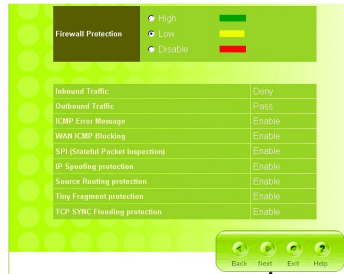 High
Firewall Protection
Low
Disable
Inbound Traffic Deny
Outbound Traffic Pass
ICMP Error Message Enable
WAN ICMP Blocking Enable
SPI (Stateful Packet Inspection) Enable
IP Spoofing protection Enable
Source Routing protection Enable
Tiny Fragment protection Enable
TCP SYNC Flooding protection Enable
Back Next Exit Help